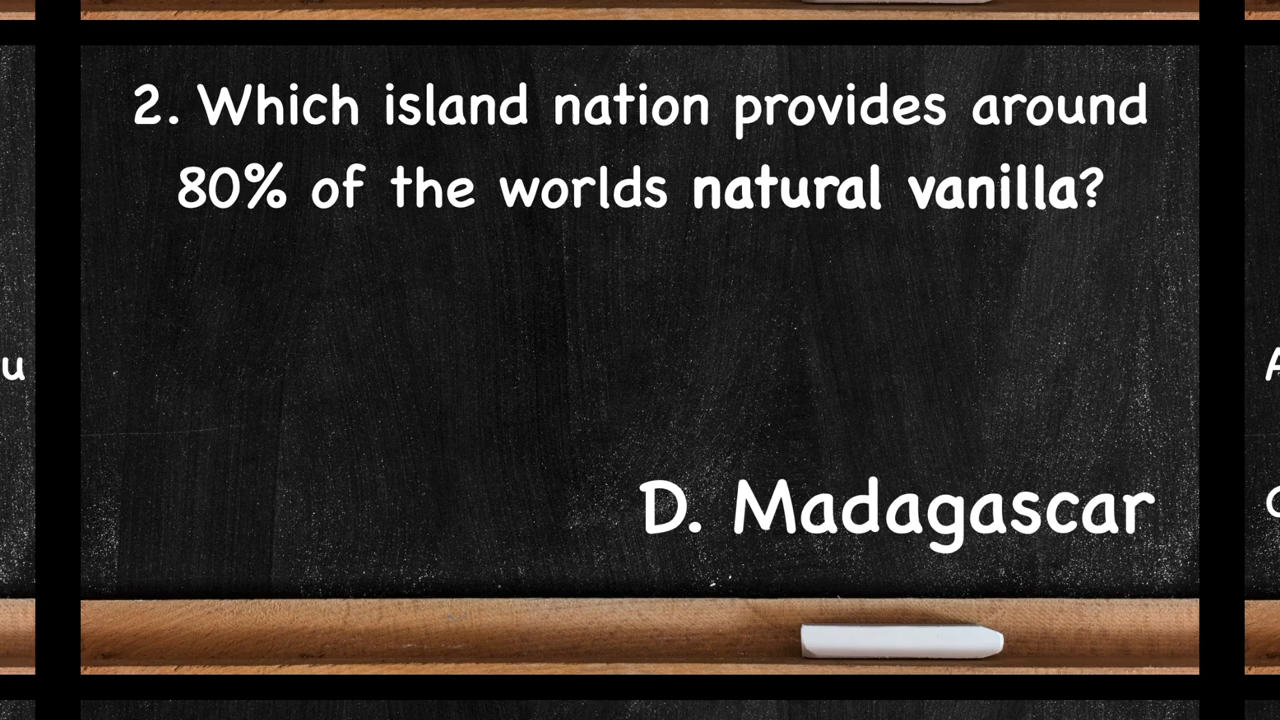 2. Which island nation provides around
80% of the worlds natural vanilla?
D. Madagascar